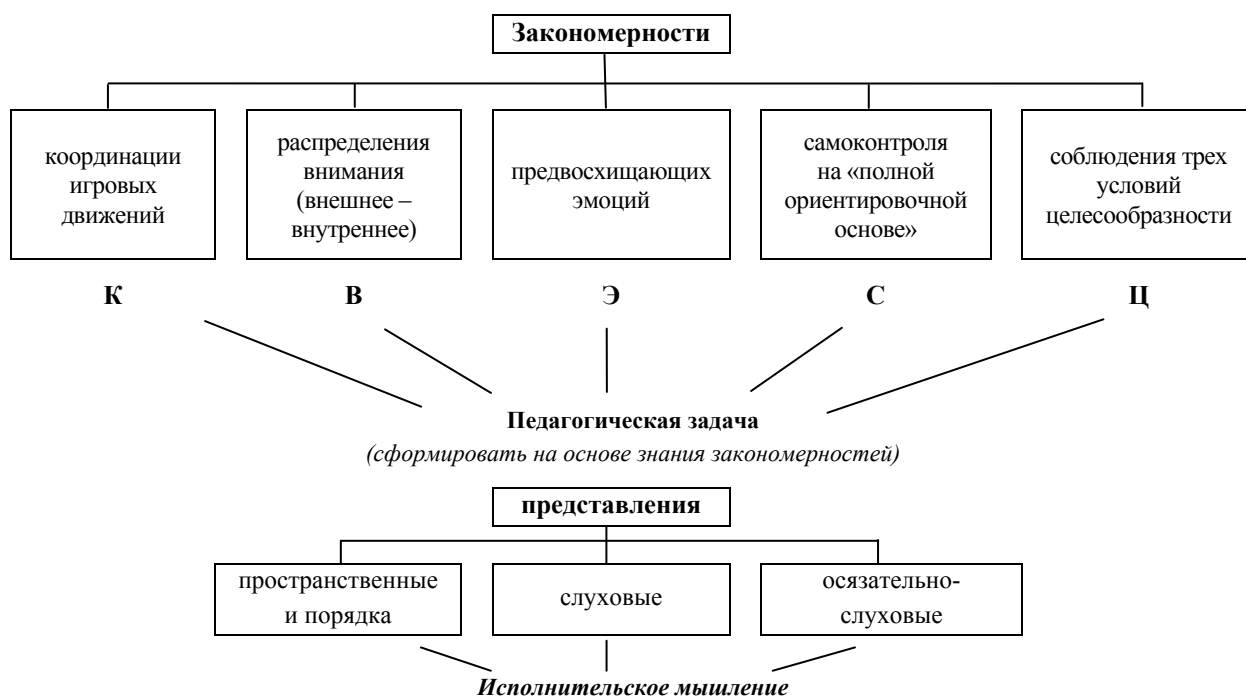 Закономерности
координации
игровых
движений
распределения
внимания
(внешнее –
внутреннее)
предвосхищающих
эмоций
самоконтроля
на «полной
ориентировочной
основе»
соблюдения трех
условий
целесообразности
К
В
Э
С
Ц
Педагогическая задача
(сформировать на основе знания закономерностей)
представления
пространственные
и порядка
слуховые
осязательно-
слуховые
Исполнительское мышление